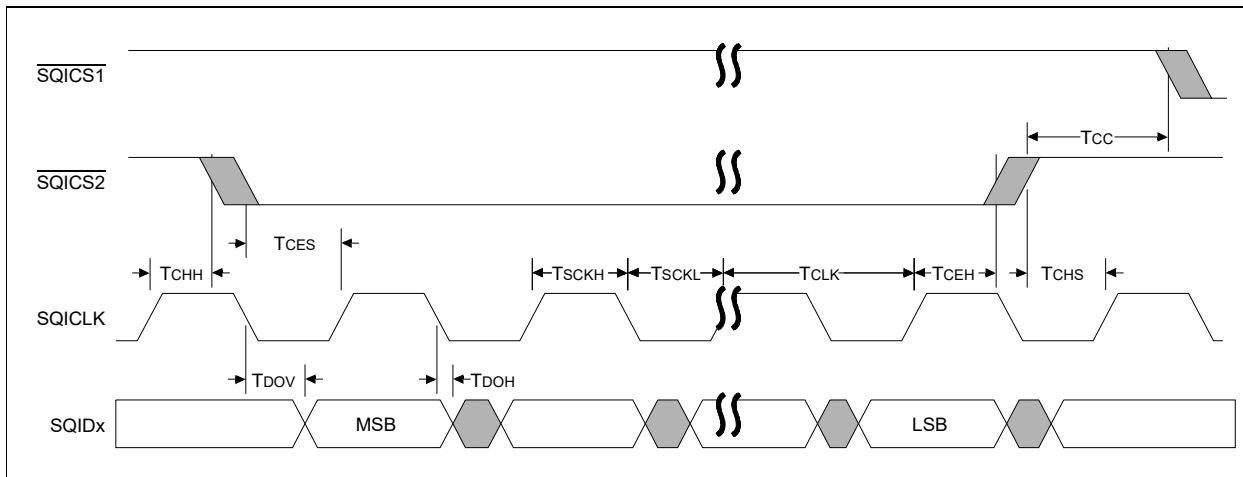 SQICS1
TCC
SQICS2
TCES
TCHH
TSCKH
TSCKL
TCLK
TCEH
TCHS
SQICLK
TDOV
TDOH
SQIDx
MSB
LSB